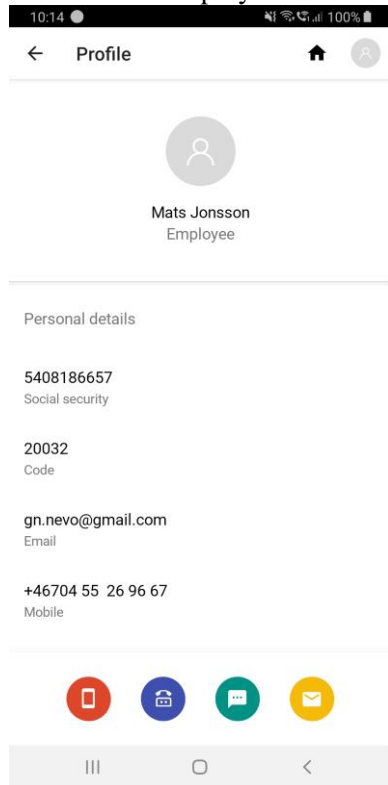 10:14
100%
Profile
Mats Jonsson
Employee
Personal details
5408186657
Social security
20032
Code
gn.nevo@gmail.com
Email
+46704 55 26 96 67
Mobile